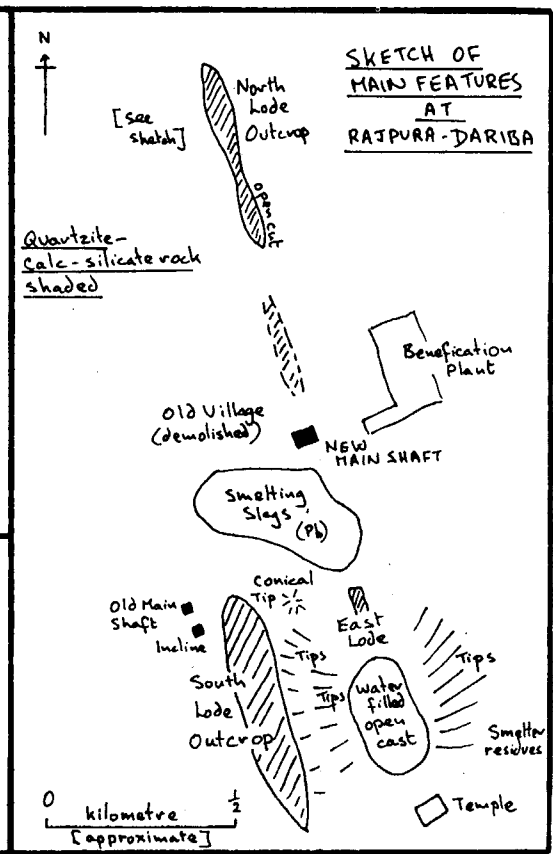 SKETCH OF
MAIN FEATURES
AT
RAJPURA-DARIBA
N
[see
sketch]
North
Lode
Outcrop
open cut
Quartzite-
calc-silicate rock
shaded
Benefication
Plant
Old Village
(demolished)
NEW
MAIN SHAFT
Smelting
Slags
(Pb)
Conical
Tip
Old Main
Shaft
Incline
East
Lode
Tips
Tips
Tips
South
Lode
Outcrop
Water
filled
open
cast
Smelter
residues
Temple
0 1/2
kilometre
[approximate]